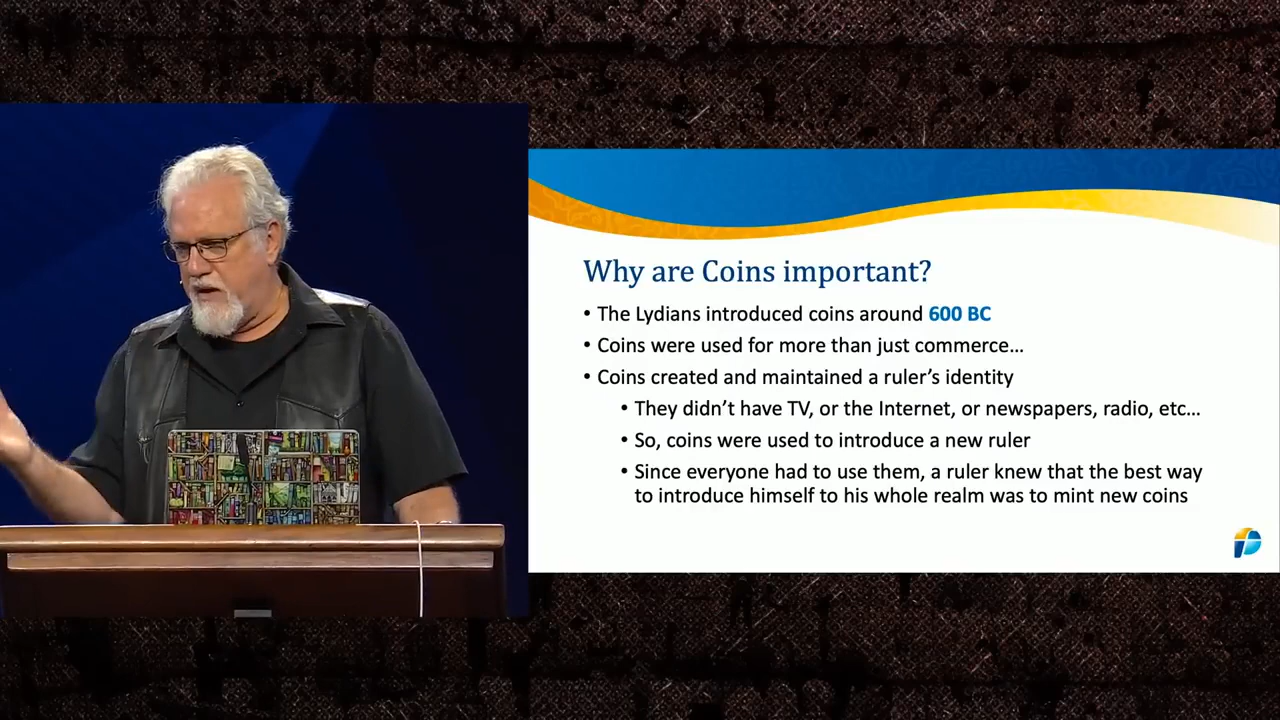 Why are Coins important?
• The Lydians introduced coins around 600 BC
• Coins were used for more than just commerce…
• Coins created and maintained a ruler’s identity
• They didn’t have TV, or the Internet, or newspapers, radio, etc…
• So, coins were used to introduce a new ruler
• Since everyone had to use them, a ruler knew that the best way
to introduce himself to his whole realm was to mint new coins